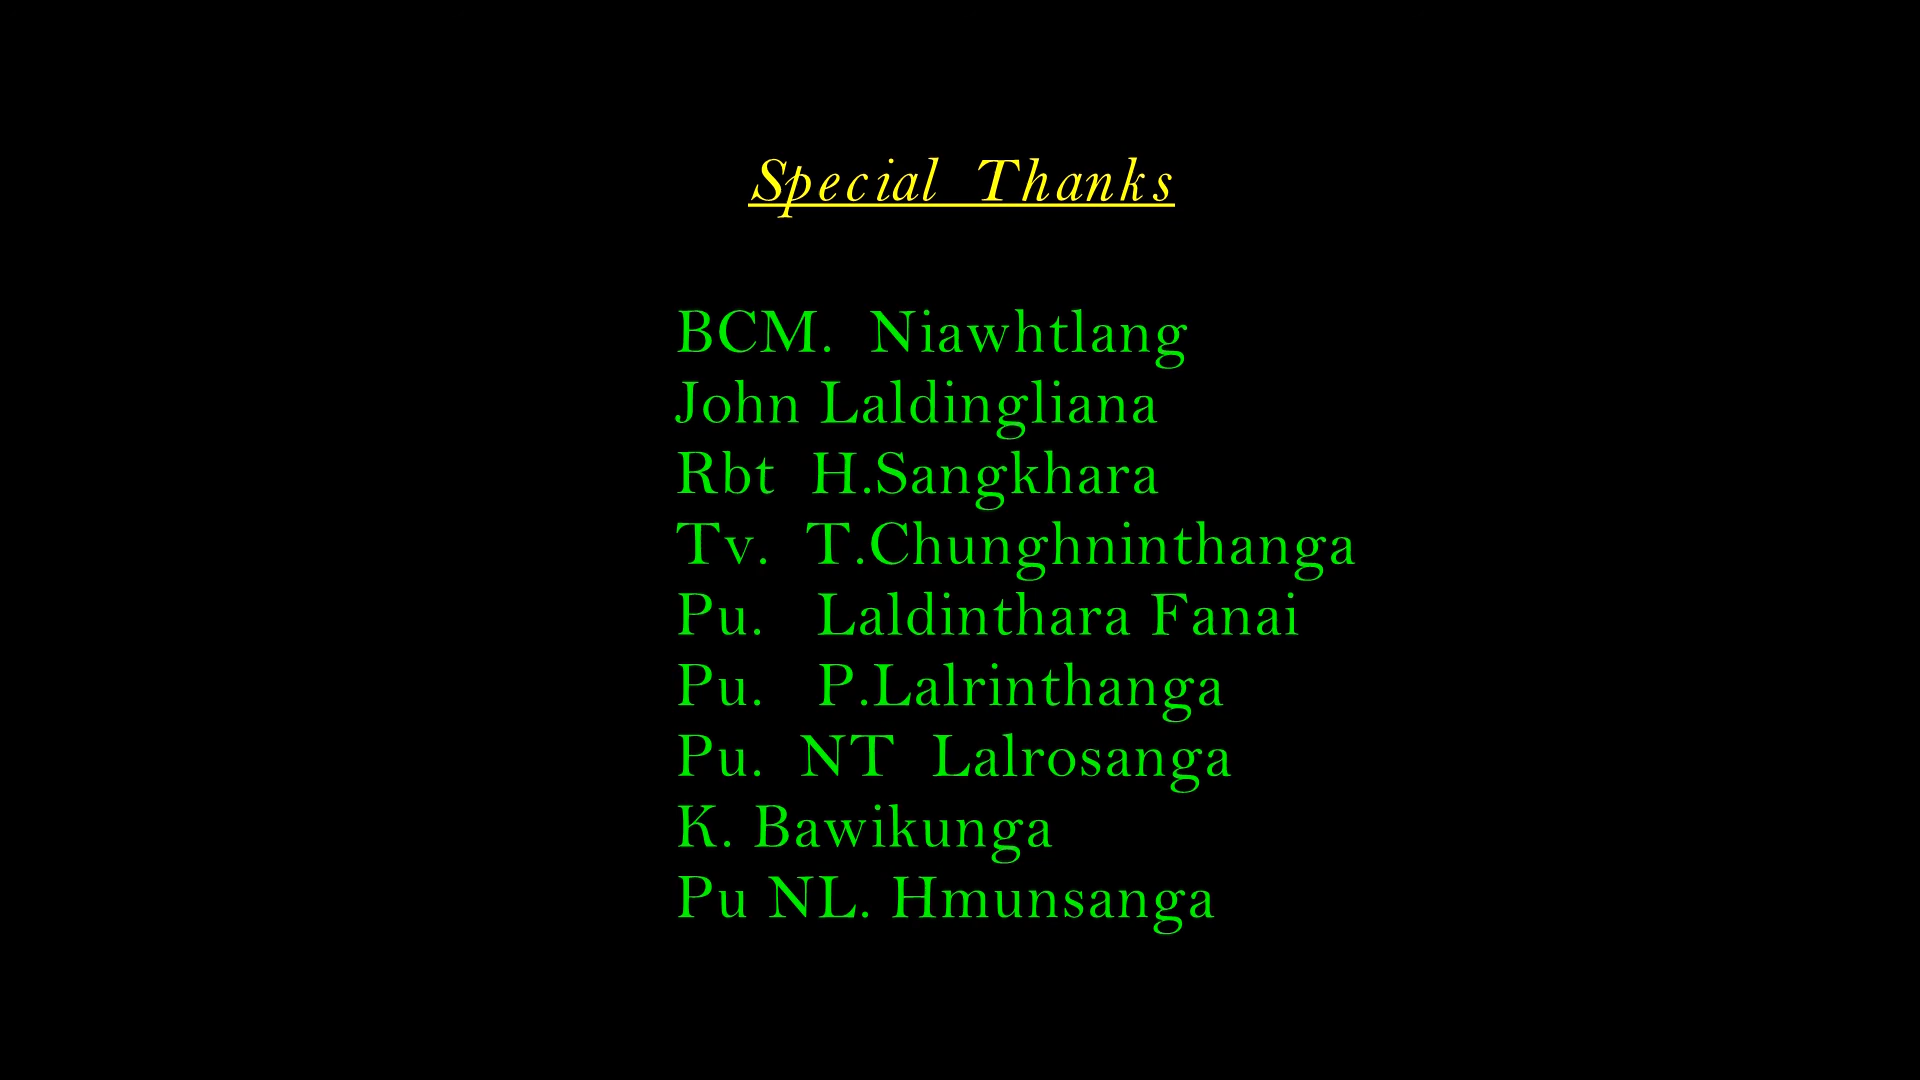 Special Thanks
BCM. Niawhtlang
John Laldingliana
Rbt H.Sangkhara
Tv. T.Chunghninthanga
Pu. Laldinthara Fanai
Pu. P.Lalrinthanga
Pu. NT Lalrosanga
K. Bawikunga
Pu NL. Hmunsanga